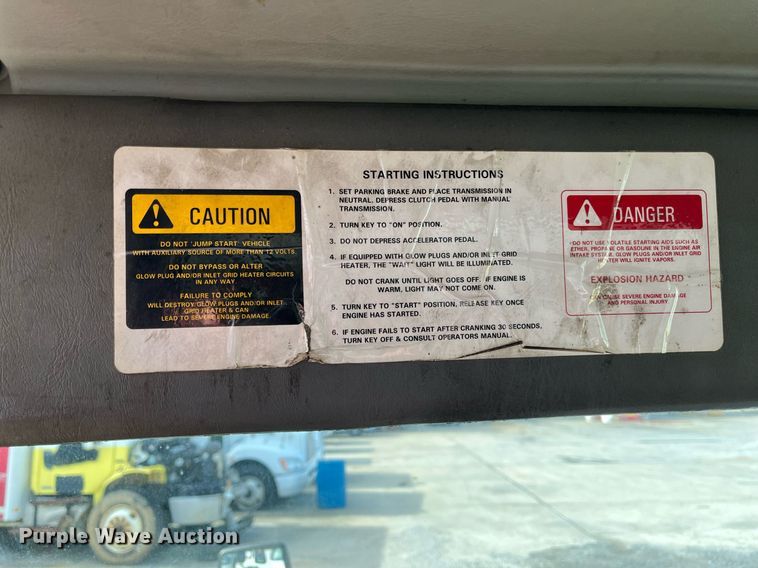 STARTING INSTRUCTIONS
1. SET PARKING BRAKE AND PLACE TRANSMISSION IN
NEUTRAL. DEPRESS CLUTCH PEDAL WITH MANUAL
TRANSMISSION.
2. TURN KEY TO "ON" POSITION.
3. DO NOT DEPRESS ACCELERATOR PEDAL.
4. IF EQUIPPED WITH GLOW PLUGS AND/OR INLET GRID
HEATER, THE "WAIT" LIGHT WILL BE ILLUMINATED.
DO NOT CRANK UNTIL LIGHT GOES OFF. IF ENGINE IS
WARM, LIGHT MAY NOT COME ON.
5. TURN KEY TO "START" POSITION, RELEASE KEY ONCE
ENGINE HAS STARTED.
6. IF ENGINE FAILS TO START AFTER CRANKING 30 SECONDS,
TURN KEY OFF & CONSULT OPERATORS MANUAL.
CAUTION
DO NOT 'JUMP START' VEHICLE
WITH AUXILIARY SOURCE OF MORE THAN 12 VOLTS.
DO NOT BYPASS OR ALTER
GLOW PLUG AND/OR INLET GRID HEATER CIRCUITS
IN ANY WAY.
FAILURE TO COMPLY
WILL DESTROY GLOW PLUGS AND/OR INLET
GRID HEATER & CAN
LEAD TO SEVERE ENGINE DAMAGE.
DANGER
DO NOT USE VOLATILE STARTING AIDS SUCH AS
ETHER, PROPANE OR GASOLINE IN THE ENGINE AIR
INTAKE SYSTEM. GLOW PLUGS AND/OR INLET GRID
HEATER WILL IGNITE VAPORS.
EXPLOSION HAZARD
CAN CAUSE SEVERE ENGINE DAMAGE
AND PERSONAL INJURY
Purple Wave Auction